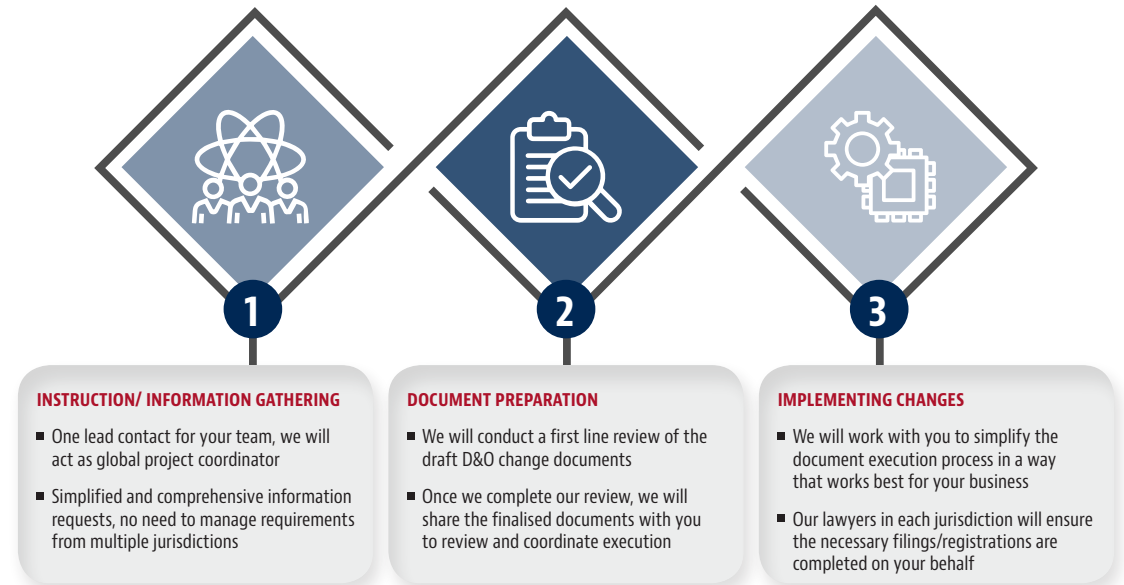 1
INSTRUCTION/ INFORMATION GATHERING
■ One lead contact for your team, we will
act as global project coordinator
■ Simplified and comprehensive information
requests, no need to manage requirements
from multiple jurisdictions
2
DOCUMENT PREPARATION
■ We will conduct a first line review of the
draft D&O change documents
■ Once we complete our review, we will
share the finalised documents with you
to review and coordinate execution
3
IMPLEMENTING CHANGES
■ We will work with you to simplify the
document execution process in a way
that works best for your business
■ Our lawyers in each jurisdiction will ensure
the necessary filings/registrations are
completed on your behalf